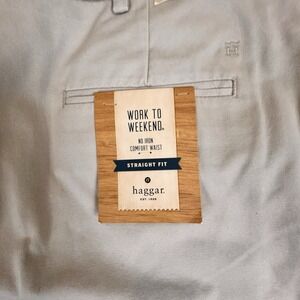 WORK TO
WEEKEND®
NO IRON
COMFORT WAIST
STRAIGHT FIT
H
haggar.
EST. 1926